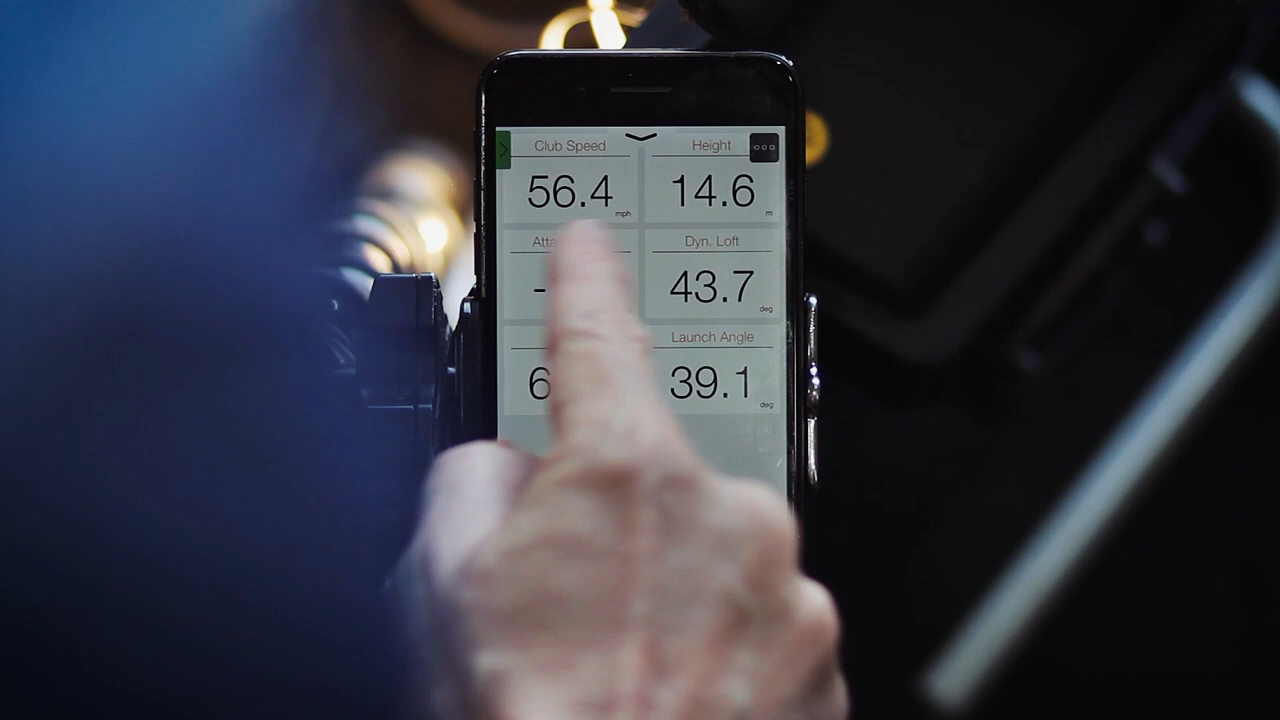 Club Speed Height
56.4 mph 14.6 m
Dyn. Loft
43.7 deg
Launch Angle
39.1 deg